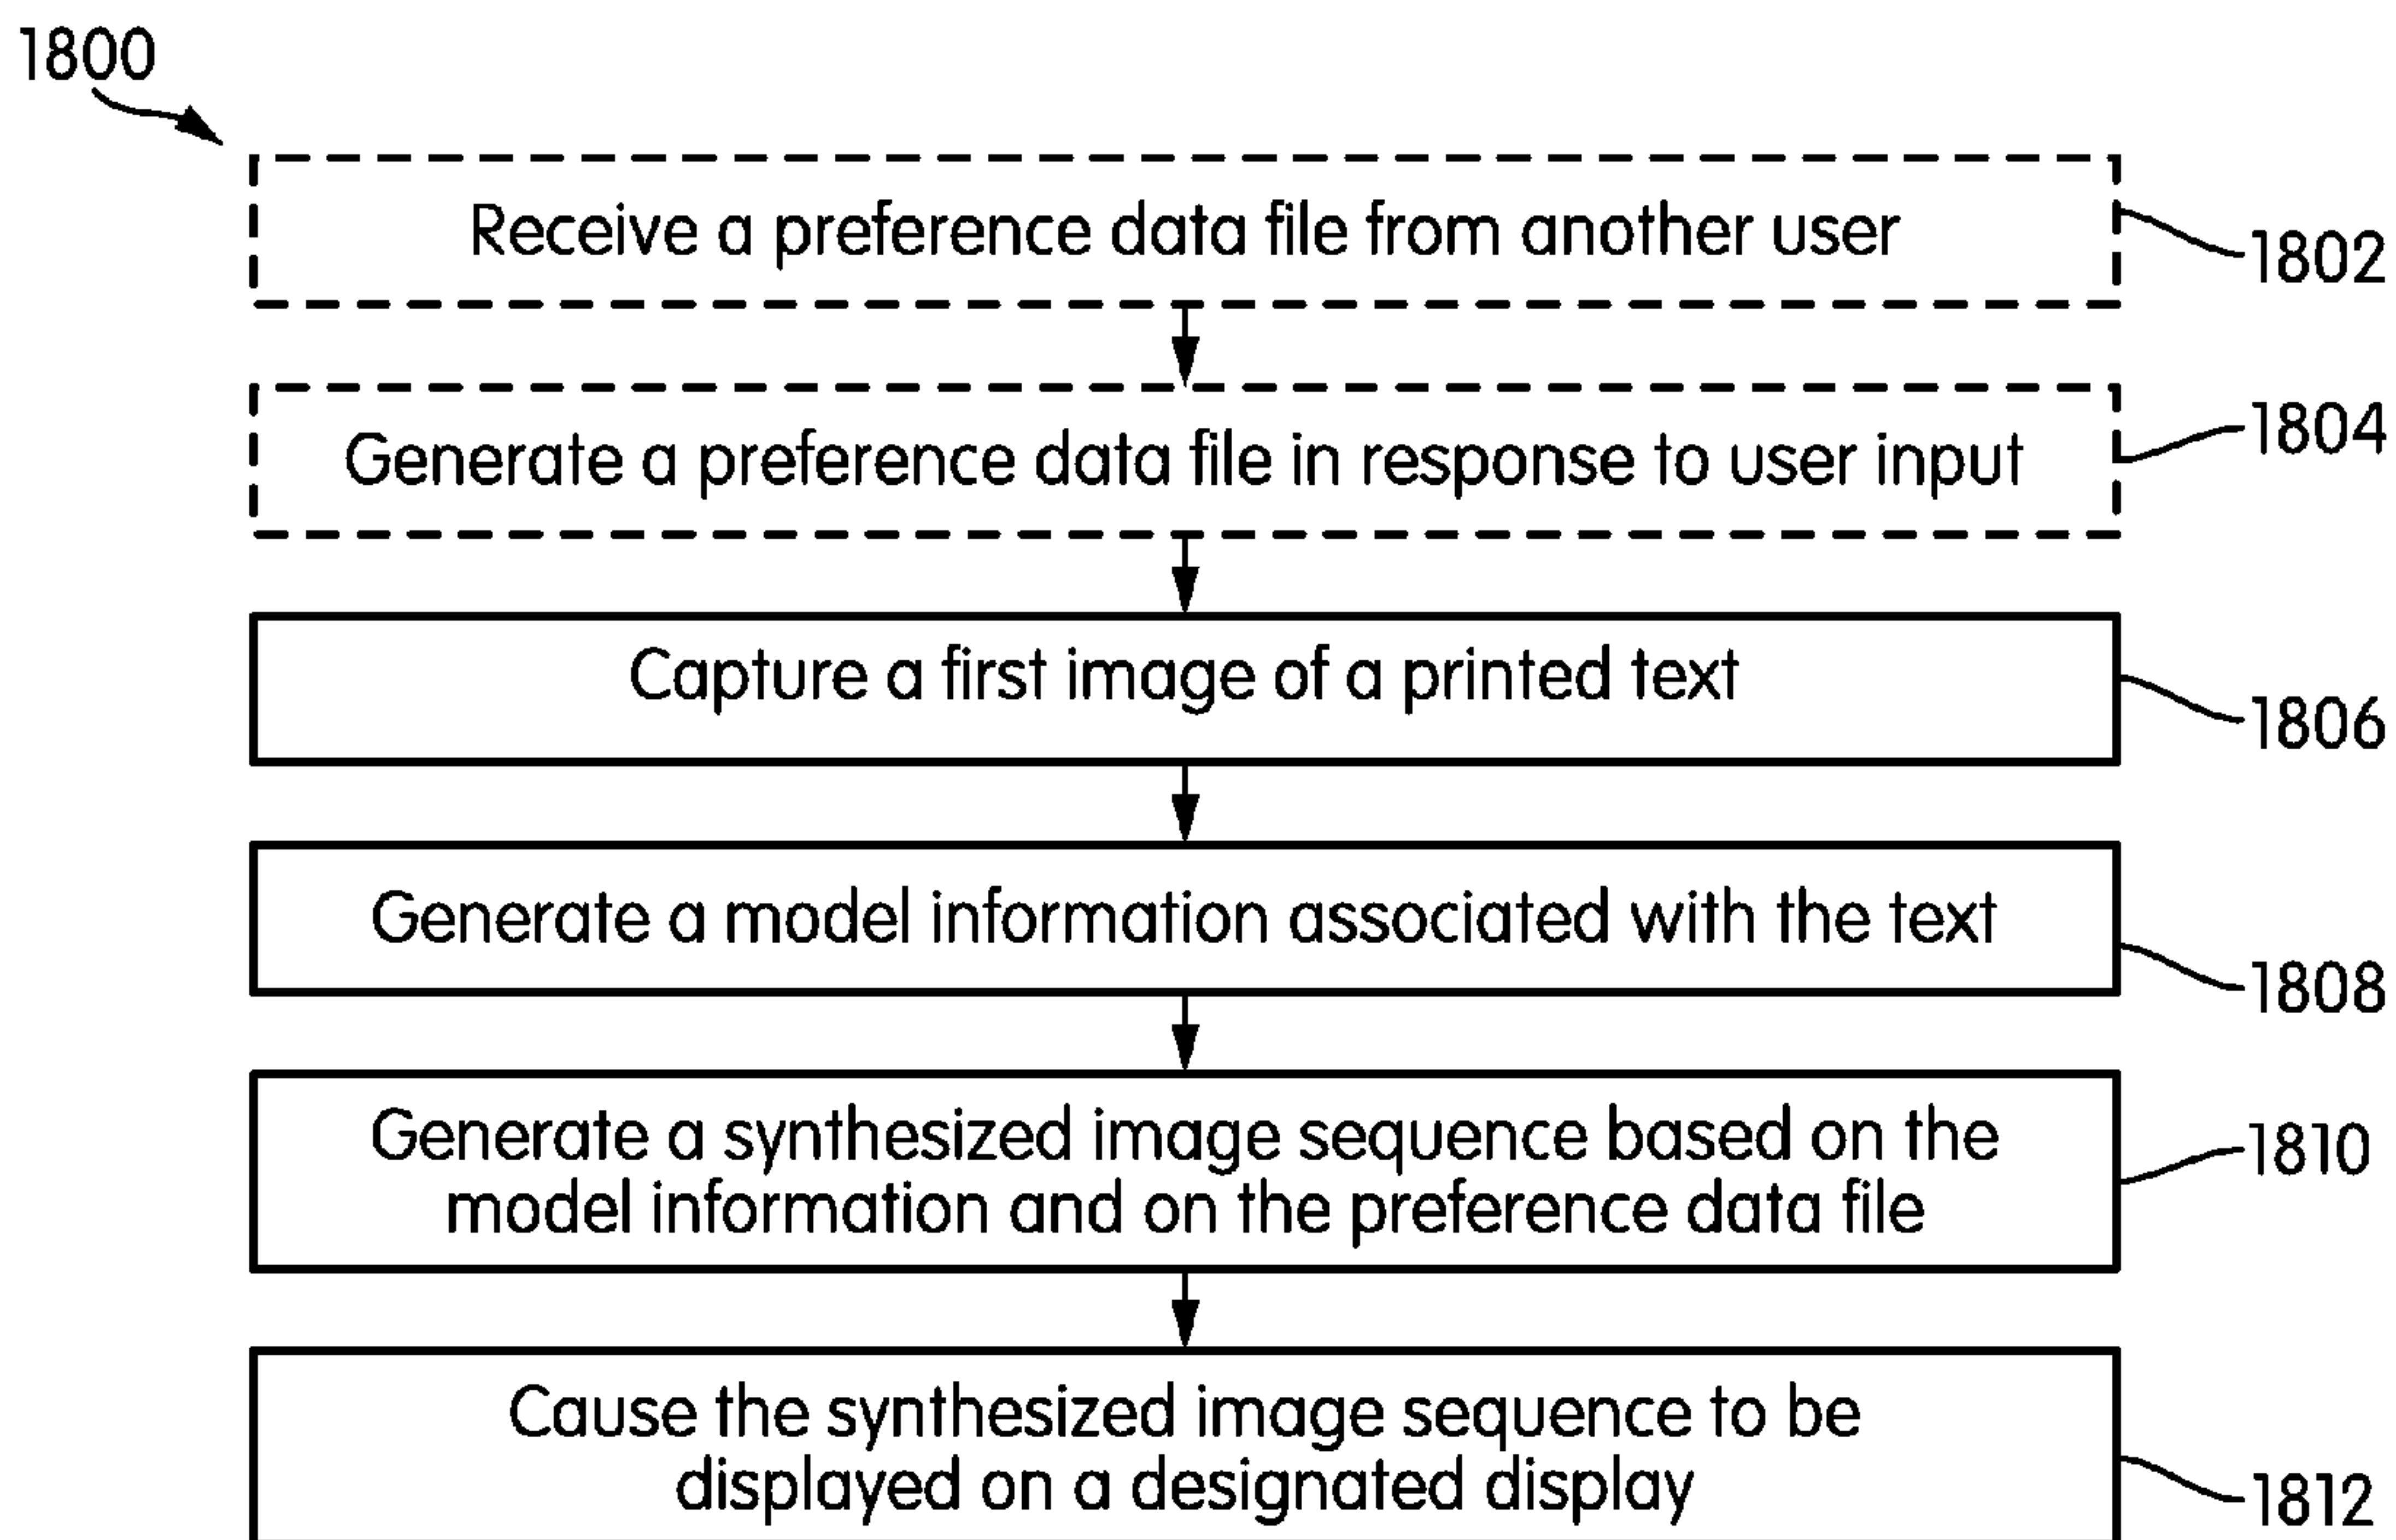 1800
Receive a preference data file from another user
1802
Generate a preference data file in response to user input
1804
Capture a first image of a printed text
1806
Generate a model information associated with the text
1808
Generate a synthesized image sequence based on the
model information and on the preference data file
1810
Cause the synthesized image sequence to be
displayed on a designated display
1812